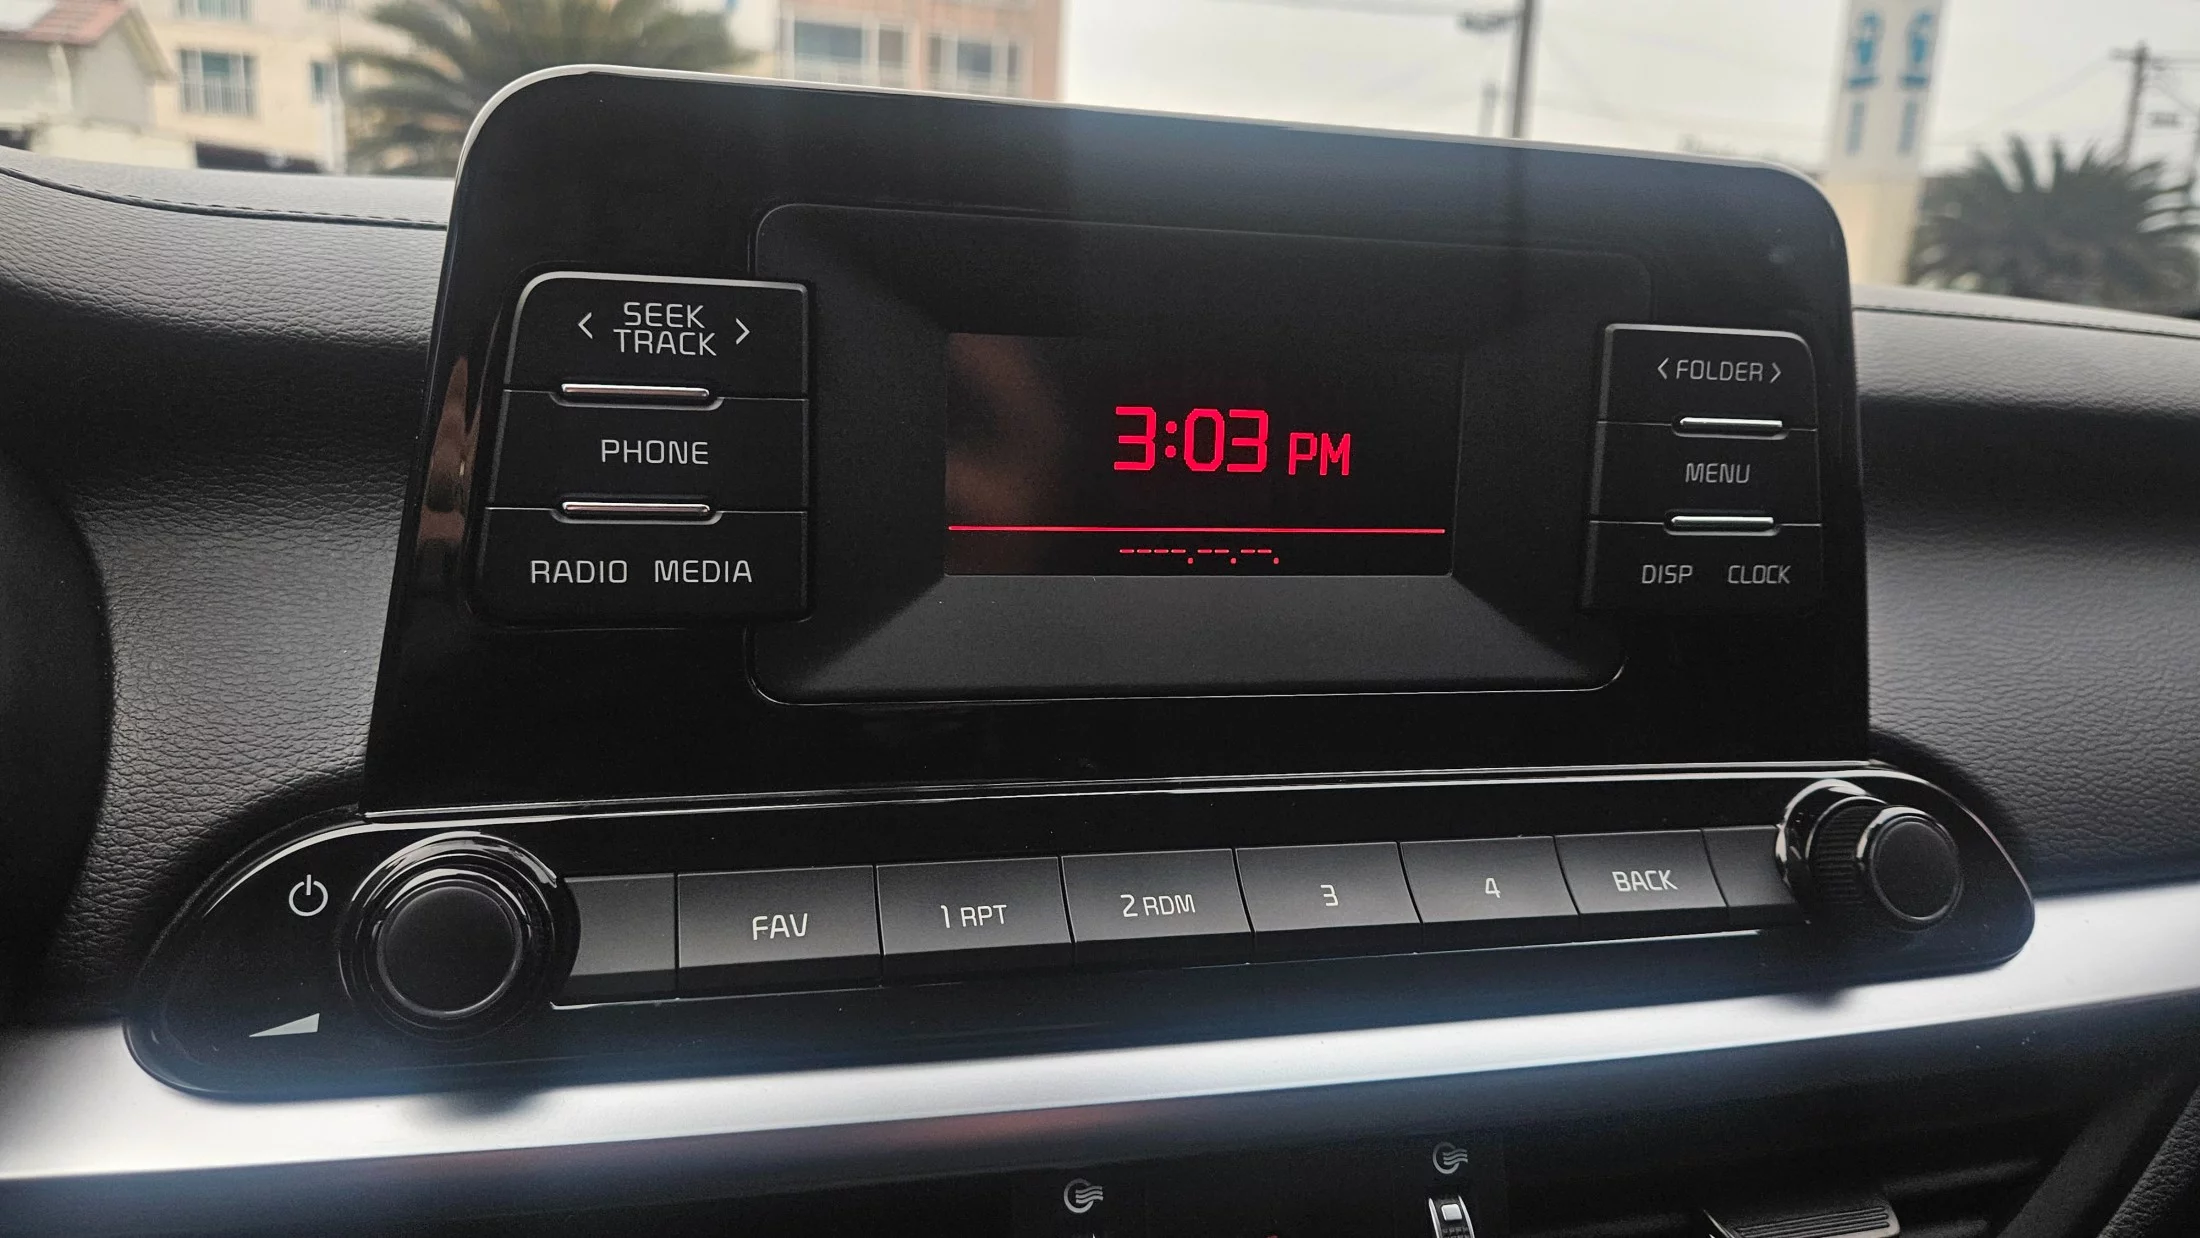 < SEEK >
TRACK
PHONE
RADIO MEDIA
3:03 PM
----.--.--.
< FOLDER >
MENU
DISP CLOCK
FAV
1 RPT
2 RDM
3
4
BACK